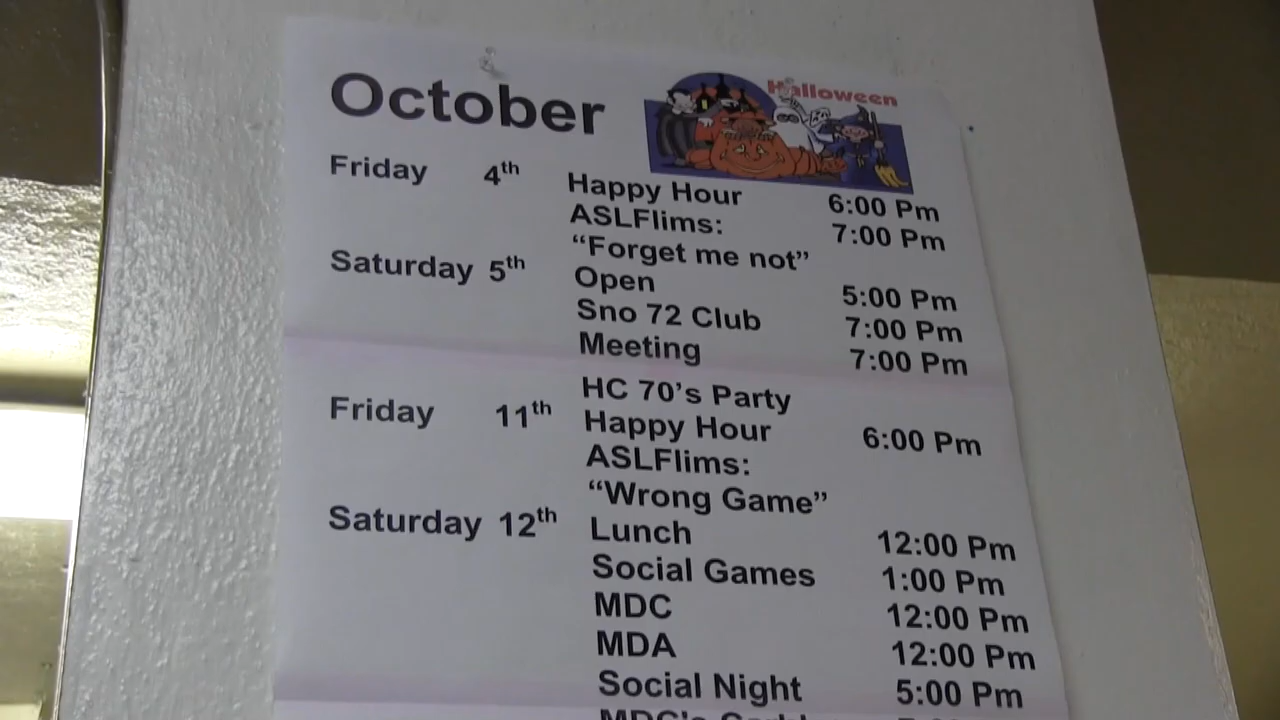 October
Halloween
Friday 4th Happy Hour 6:00 Pm
ASLFlims: 7:00 Pm
“Forget me not”
Saturday 5th Open 5:00 Pm
Sno 72 Club 7:00 Pm
Meeting 7:00 Pm
HC 70’s Party
Friday 11th Happy Hour 6:00 Pm
ASLFlims:
“Wrong Game”
Saturday 12th Lunch 12:00 Pm
Social Games 1:00 Pm
MDC 12:00 Pm
MDA 12:00 Pm
Social Night 5:00 Pm
MDC's